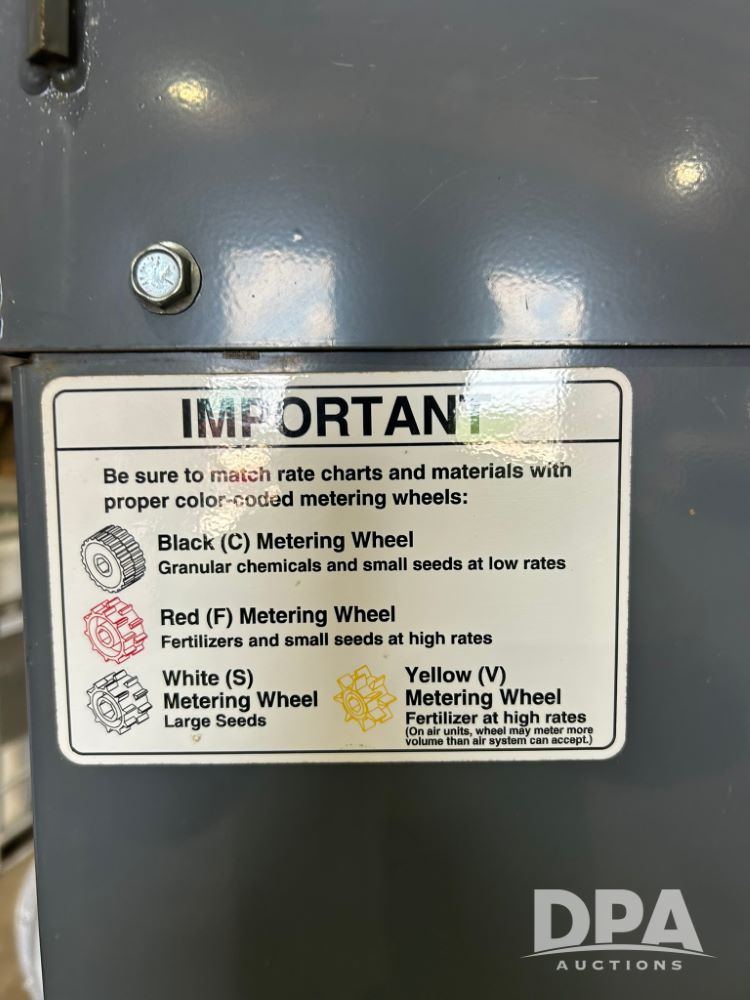 IMPORTANT
Be sure to match rate charts and materials with
proper color-coded metering wheels:
Black (C) Metering Wheel
Granular chemicals and small seeds at low rates
Red (F) Metering Wheel
Fertilizers and small seeds at high rates
White (S)
Metering Wheel
Large Seeds
Yellow (V)
Metering Wheel
Fertilizer at high rates
(On air units, wheel may meter more
volume than air system can accept.)
DPA
AUCTIONS